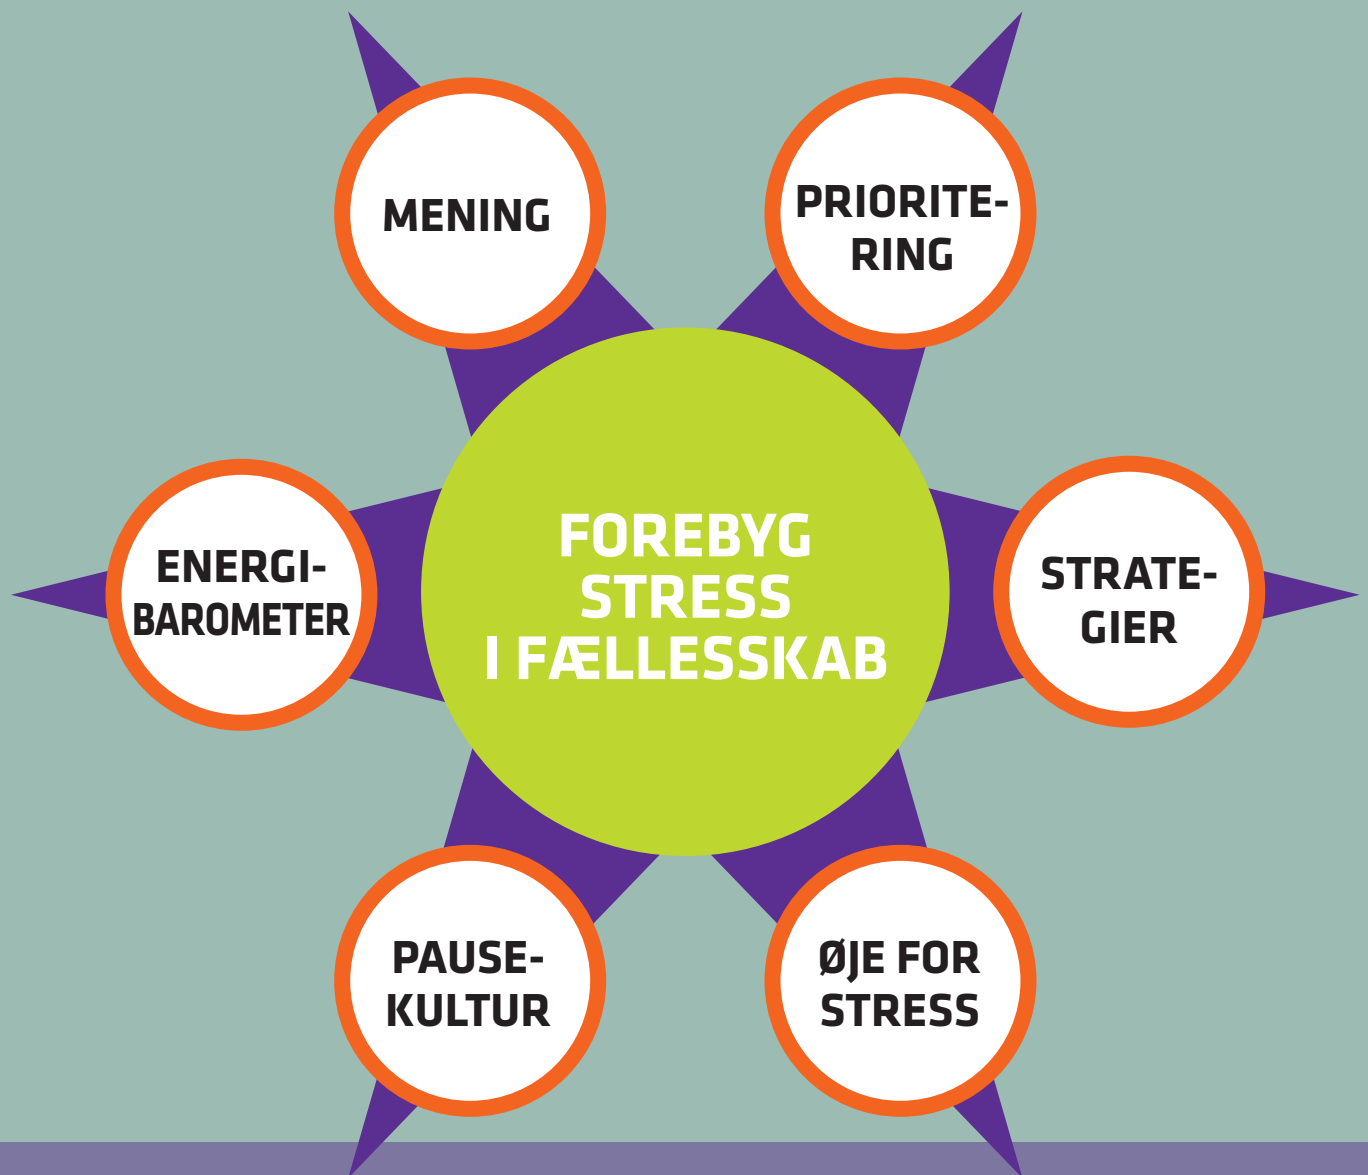 MENING
PRIORITE-
RING
ENERGI-
BAROMETER
FOREBYG
STRESS
I FÆLLESSKAB
STRATE-
GIER
PAUSE-
KULTUR
ØJE FOR
STRESS